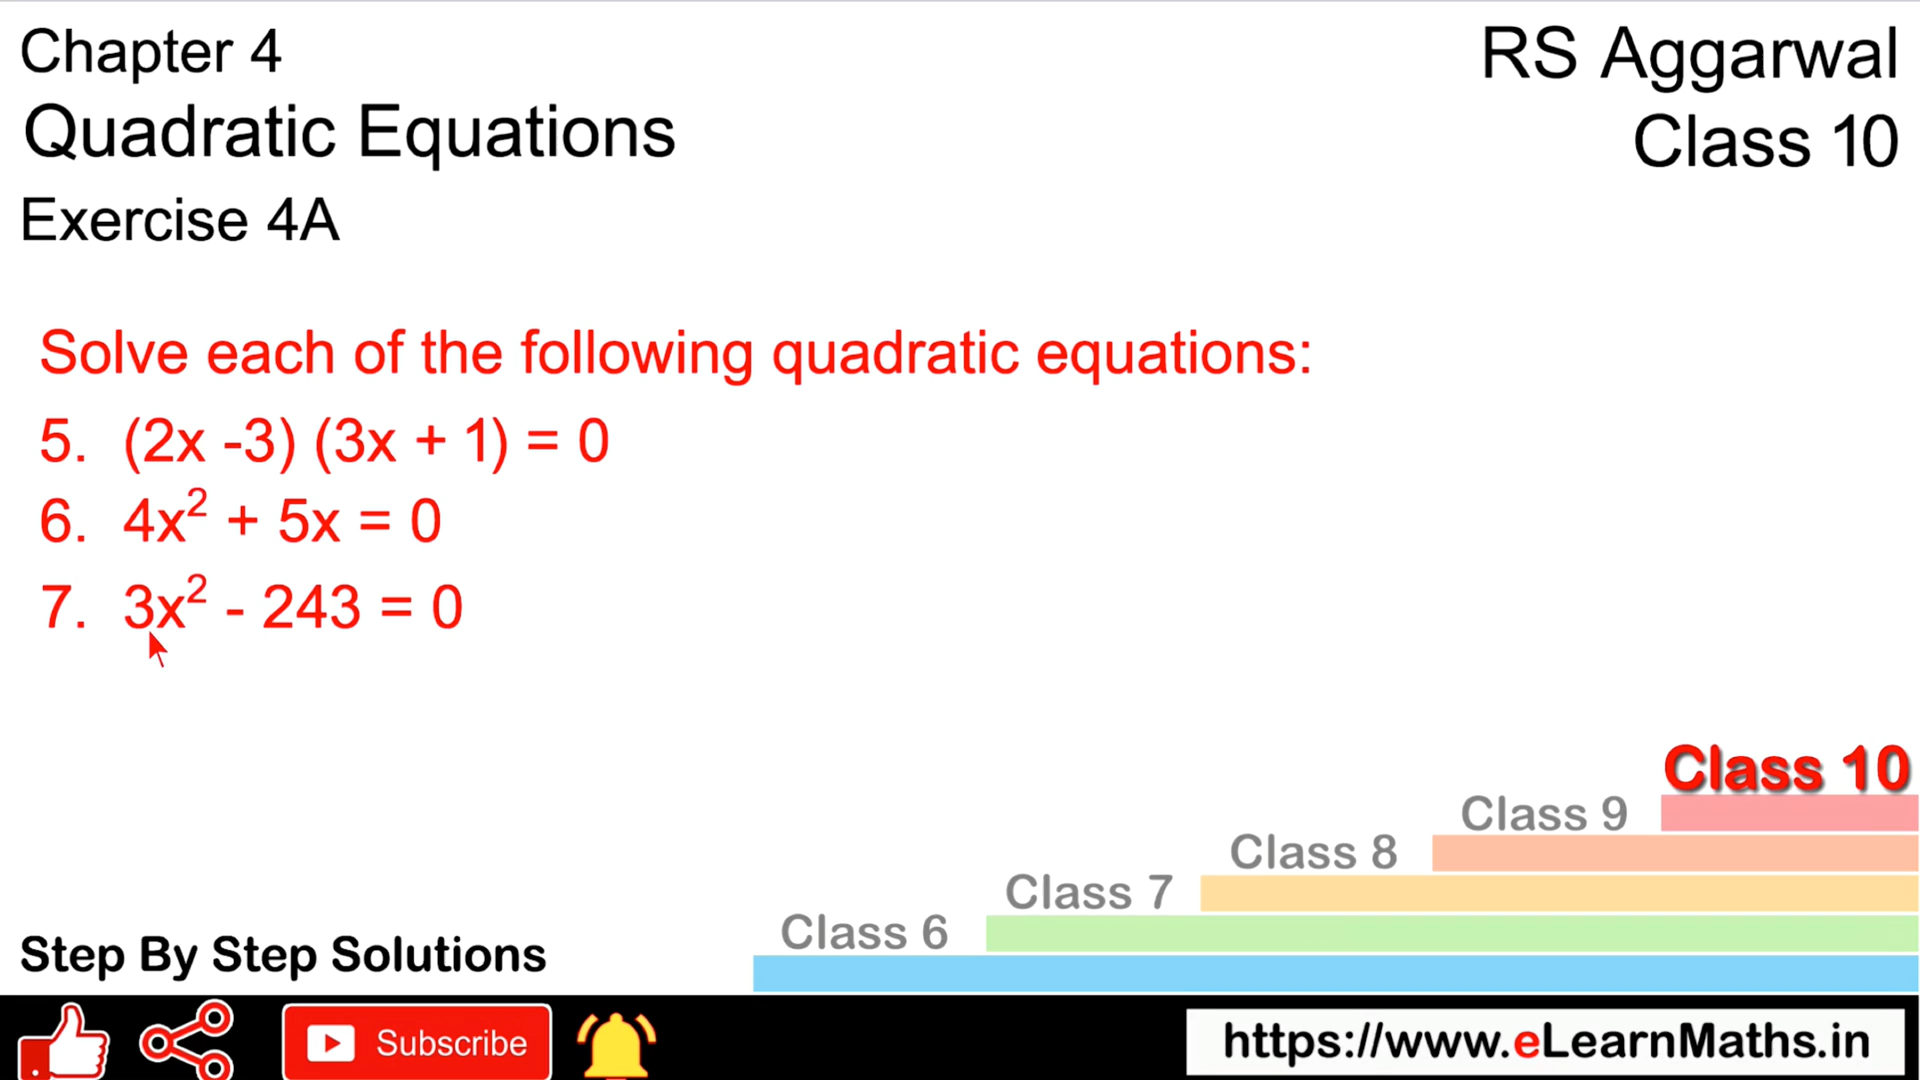 Chapter 4
Quadratic Equations
Exercise 4A
RS Aggarwal
Class 10
Solve each of the following quadratic equations:
5. (2x -3) (3x + 1) = 0
6. 4x² + 5x = 0
7. 3x² - 243 = 0
Class 10
Class 9
Class 8
Class 7
Class 6
Step By Step Solutions
Subscribe
https://www.eLearnMaths.in